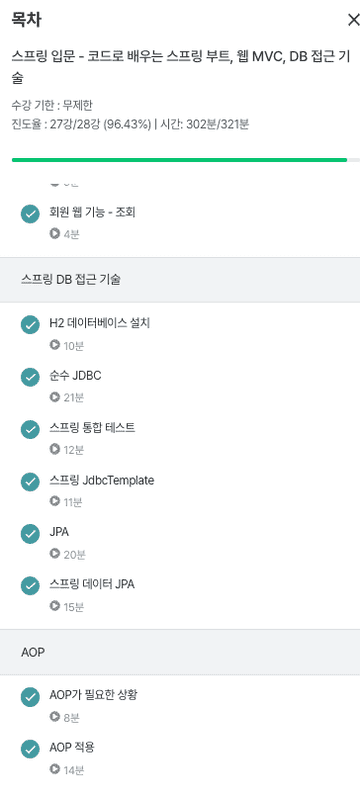 목차
스프링 입문 - 코드로 배우는 스프링 부트, 웹 MVC, DB 접근 기
술
수강 기한 : 무제한
진도율 : 27강/28강 (96.43%) | 시간: 302분/321분
회원 웹 기능 - 조회
4분
스프링 DB 접근 기술
H2 데이터베이스 설치
10분
순수 JDBC
21분
스프링 통합 테스트
12분
스프링 JdbcTemplate
11분
JPA
20분
스프링 데이터 JPA
15분
AOP
AOP가 필요한 상황
8분
AOP 적용
14분